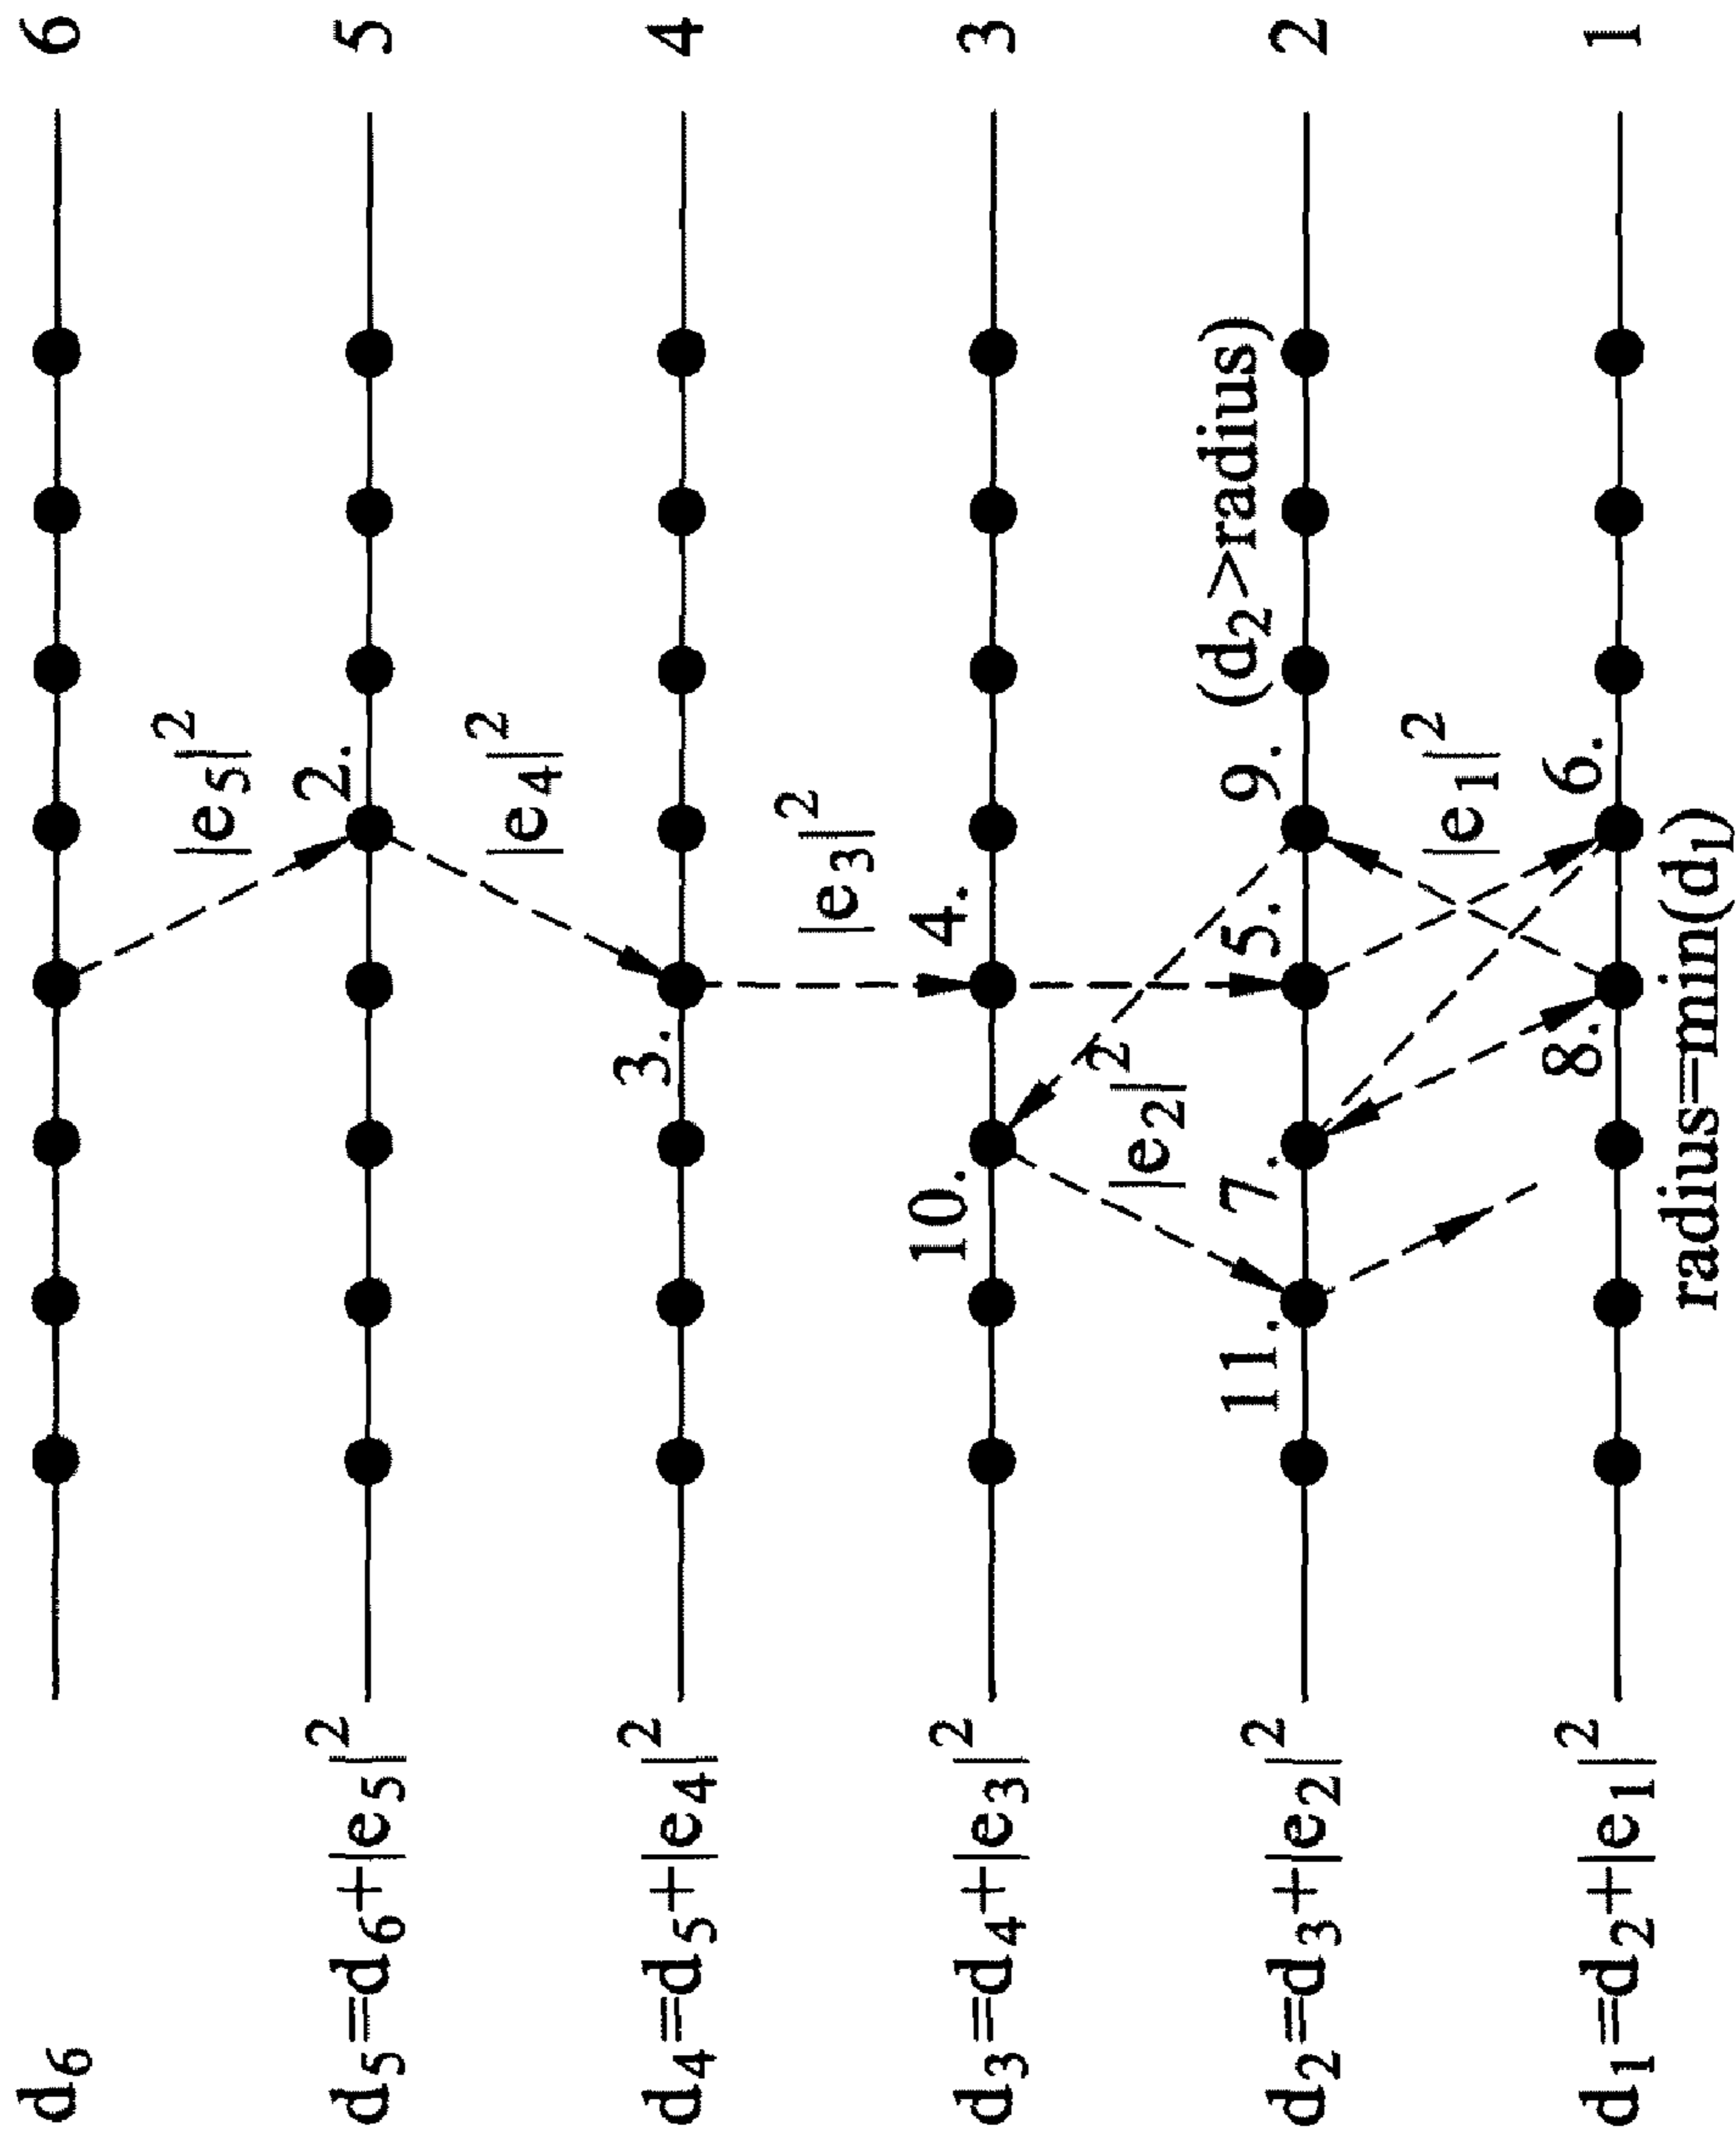 6
5
4
3
2
1
|e₅|²
2.
|e₄|²
3.
|e₃|²
4.
5.
9.
(d₂>radius)
|e₁|²
6.
10.
|e₂|²
7.
8.
11.
radius=min(d₁)
d₆
d₅=d₆+|e₅|²
d₄=d₅+|e₄|²
d₃=d₄+|e₃|²
d₂=d₃+|e₂|²
d₁=d₂+|e₁|²